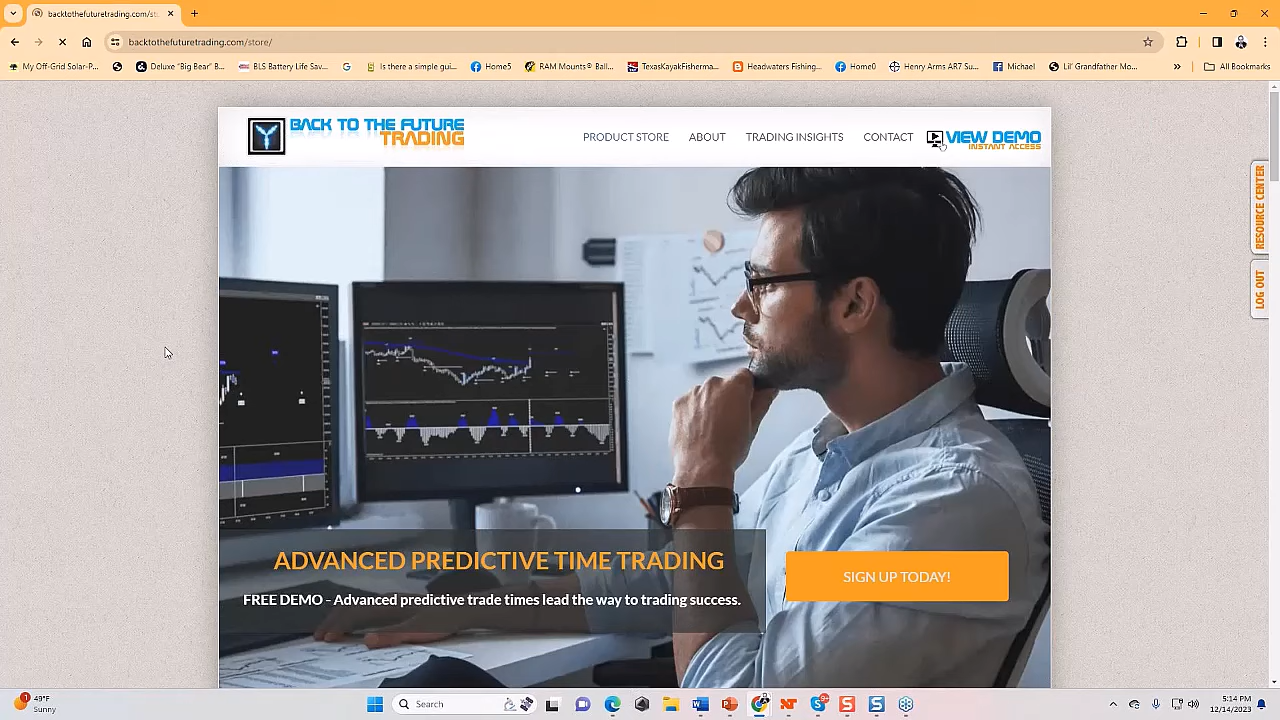 backtothefuturetrading.com/st
backtothefuturetrading.com/store/
My Off-Grid Solar-P...
Deluxe "Big Bear" B...
BLS Battery Life Sav...
Is there a simple gui...
Home5
RAM Mounts® Ball...
TexasKayakFisherma...
Headwaters Fishing...
Home0
Henry Arms AR7 Su...
Michael
Lil' Grandfather Mo...
»
All Bookmarks
BACK TO THE FUTURE
TRADING
PRODUCT STORE
ABOUT
TRADING INSIGHTS
CONTACT
VIEW DEMO
INSTANT ACCESS
RESOURCE CENTER
LOG OUT
ADVANCED PREDICTIVE TIME TRADING
FREE DEMO - Advanced predictive trade times lead the way to trading success.
SIGN UP TODAY!
49°F
Sunny
Search
5:14 PM
12/14/2023